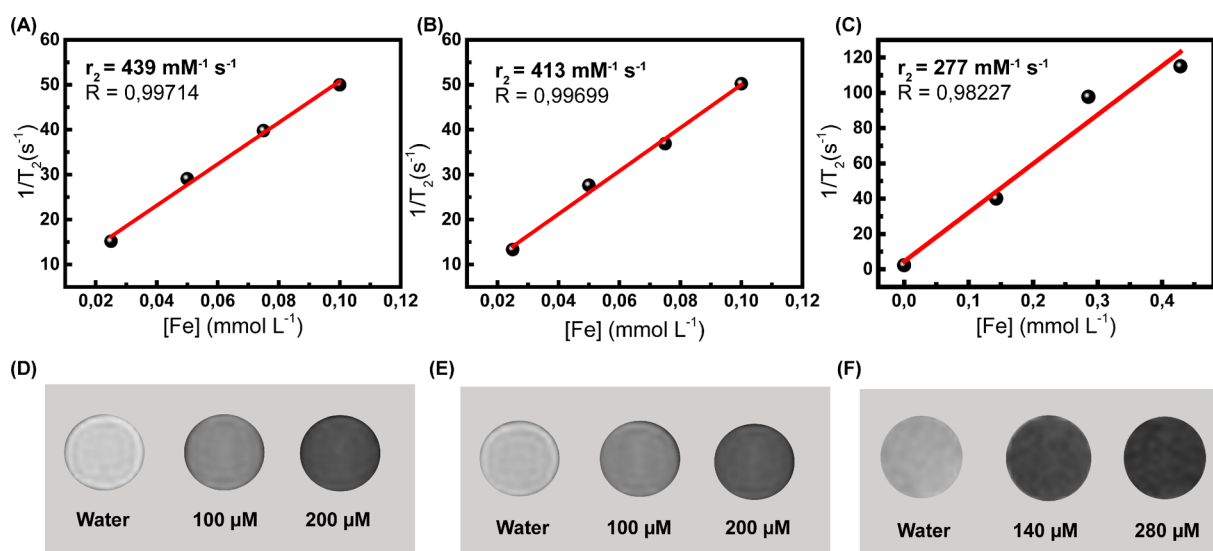 (A)
r₂ = 439 mM⁻¹ s⁻¹
R = 0,99714
60
50
40
30
20
10
1/T₂(s⁻¹)
0,02 0,04 0,06 0,08 0,10 0,12
[Fe] (mmol L⁻¹)
(B)
r₂ = 413 mM⁻¹ s⁻¹
R = 0,99699
60
50
40
30
20
10
1/T₂(s⁻¹)
0,02 0,04 0,06 0,08 0,10 0,12
[Fe] (mmol L⁻¹)
(C)
r₂ = 277 mM⁻¹ s⁻¹
R = 0,98227
120
100
80
60
40
20
0
1/T₂(s⁻¹)
0,0 0,1 0,2 0,3 0,4
[Fe] (mmol L⁻¹)
(D)
Water 100 µM 200 µM
(E)
Water 100 µM 200 µM
(F)
Water 140 µM 280 µM